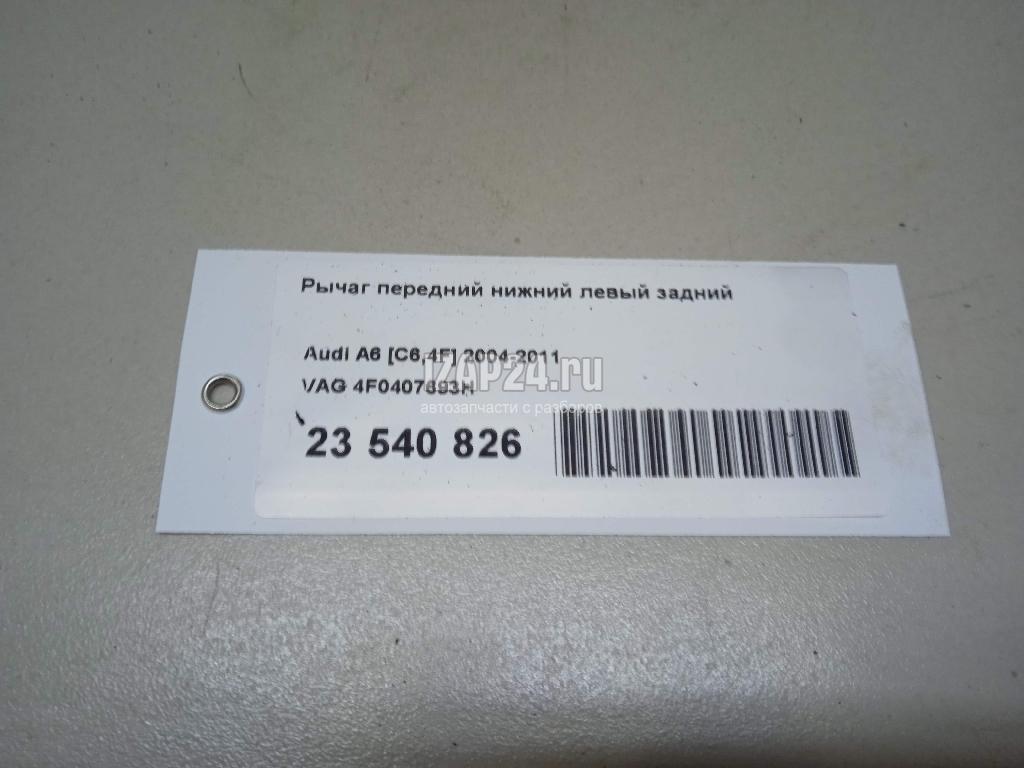 Рычаг передний нижний левый задний
Audi A6 [C6,4F] 2004-2011
VAG 4F0407693H
IZAP24.ru
автозапчасти с разборов
23 540 826